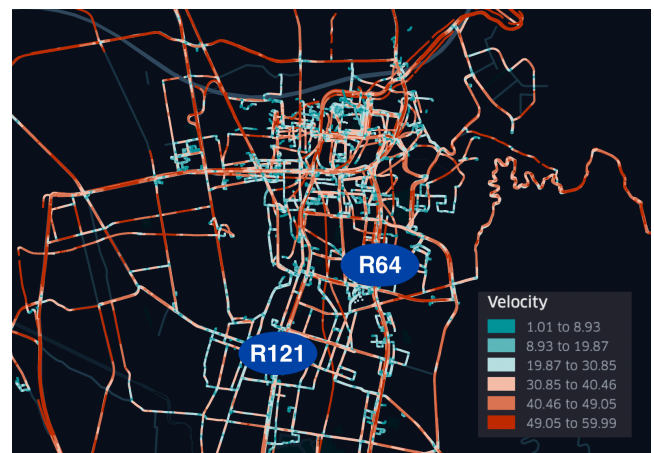 R64
R121
Velocity
1.01 to 8.93
8.93 to 19.87
19.87 to 30.85
30.85 to 40.46
40.46 to 49.05
49.05 to 59.99